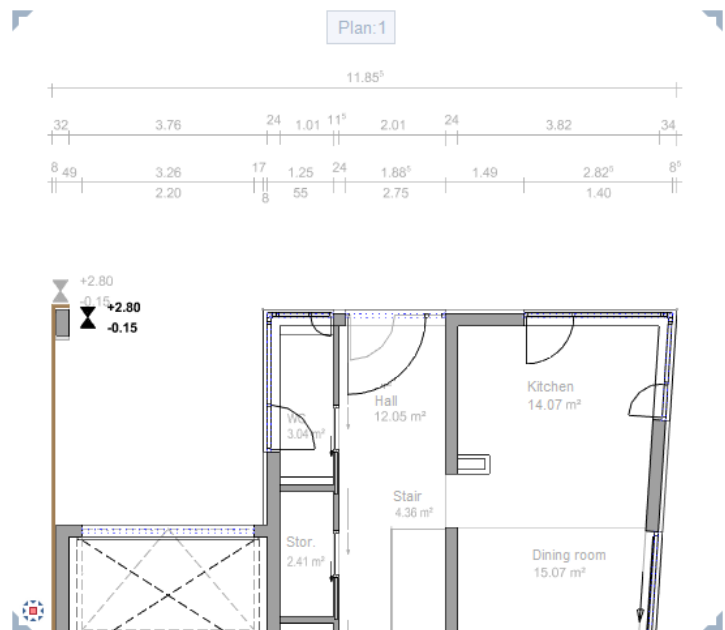 Plan:1
11.85⁵
32 3.76 24 1.01 11⁵ 2.01 24 3.82 34
8 49 3.26 17 1.25 24 1.88⁵ 1.49 2.82⁵ 8⁵
2.20 8 55 2.75 1.40
+2.80
-0.15
+2.80
-0.15
Kitchen
14.07 m²
Hall
12.05 m²
WC
3.04 m²
Stair
4.36 m²
Stor.
2.41 m²
Dining room
15.07 m²